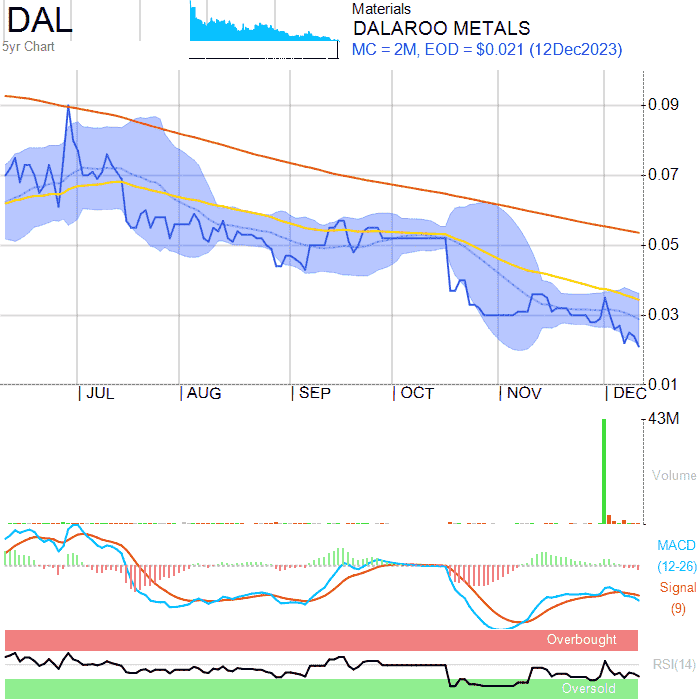 DAL
5yr Chart
Materials
DALAROO METALS
MC = 2M, EOD = $0.021 (12Dec2023)
0.09
0.07
0.05
0.03
0.01
JUL
AUG
SEP
OCT
NOV
DEC
43M
Volume
MACD
(12-26)
Signal
(9)
Overbought
RSI(14)
Oversold